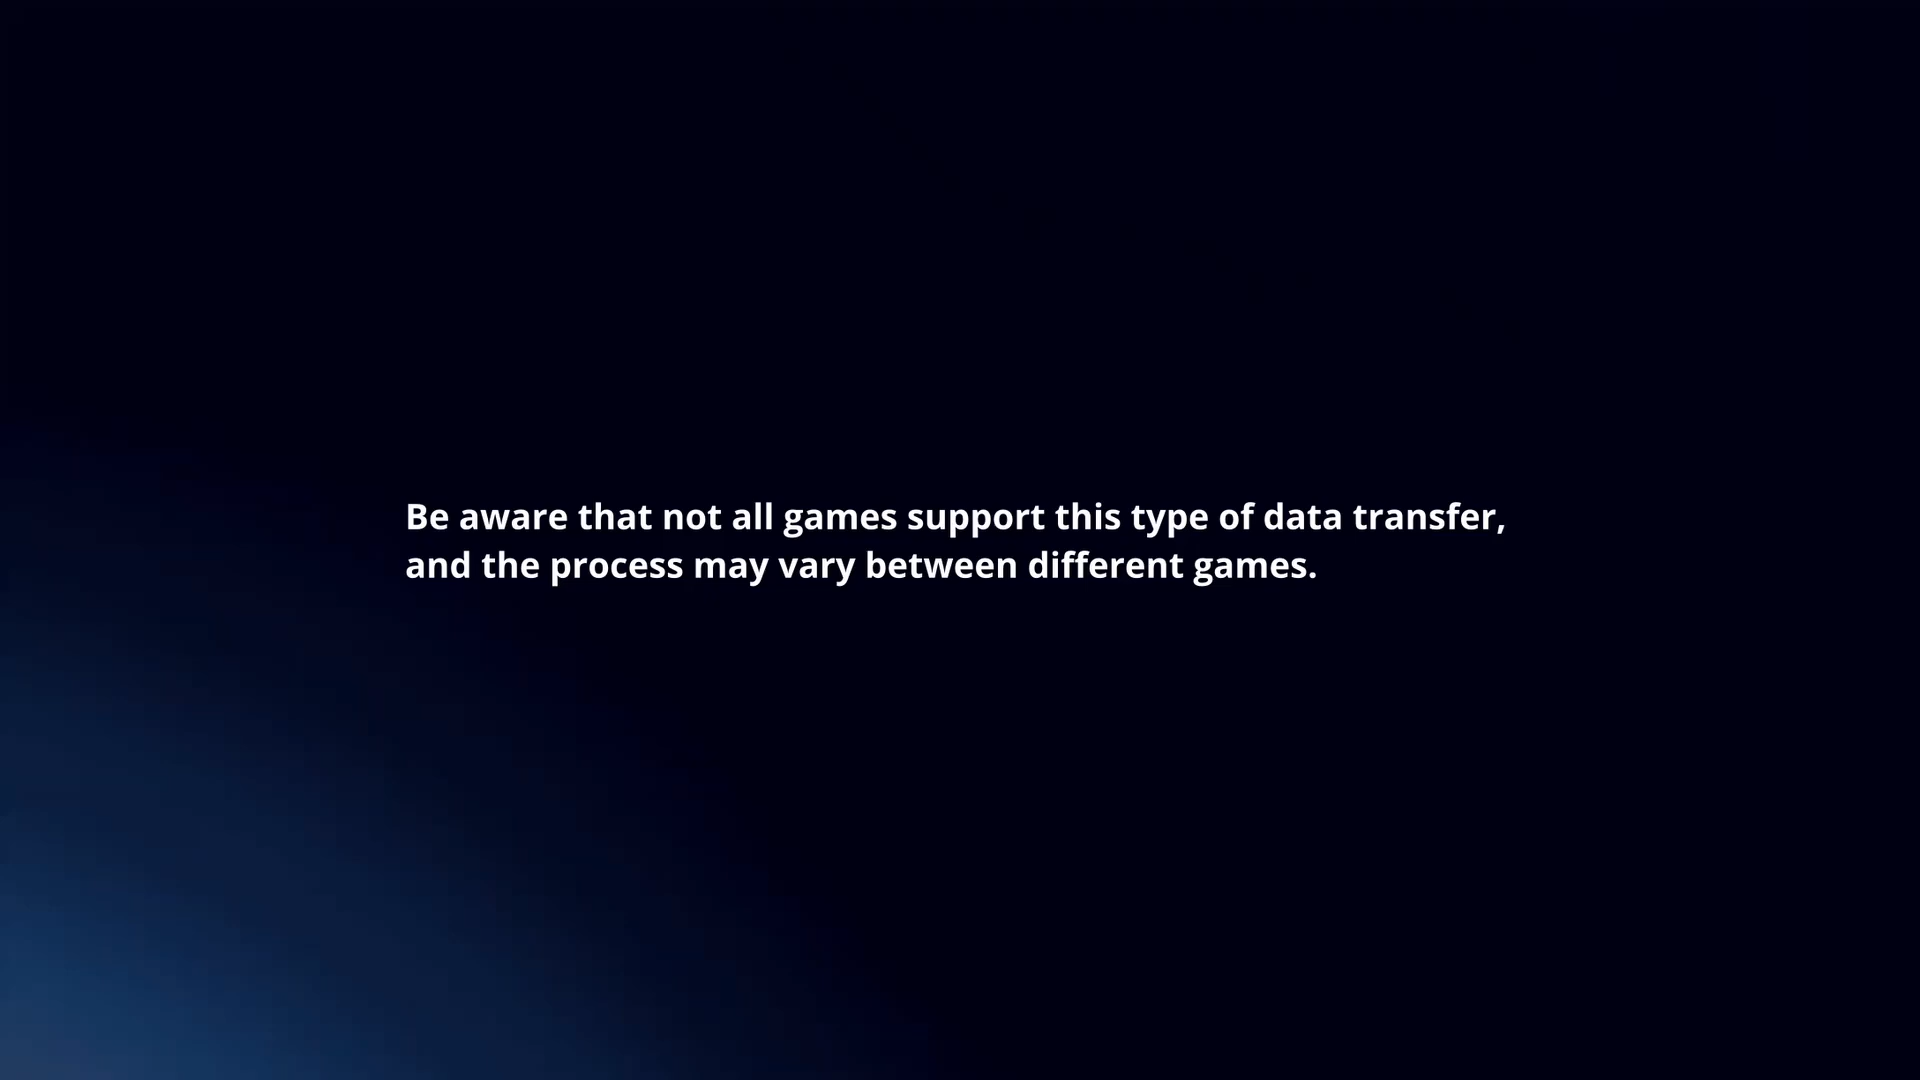 Be aware that not all games support this type of data transfer,
and the process may vary between different games.